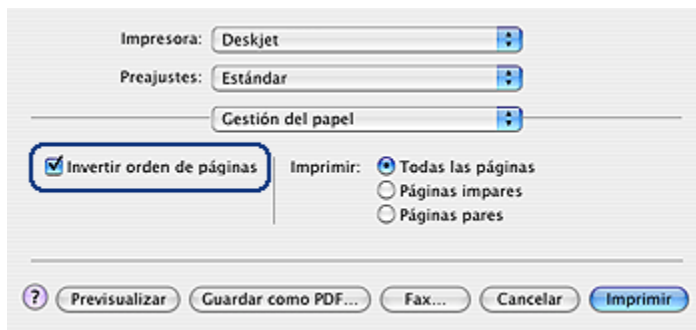 Impresora: Deskjet
Preajustes: Estándar
Gestión del papel
Invertir orden de páginas
Imprimir: Todas las páginas
Páginas impares
Páginas pares
? Previsualizar Guardar como PDF... Fax... Cancelar Imprimir